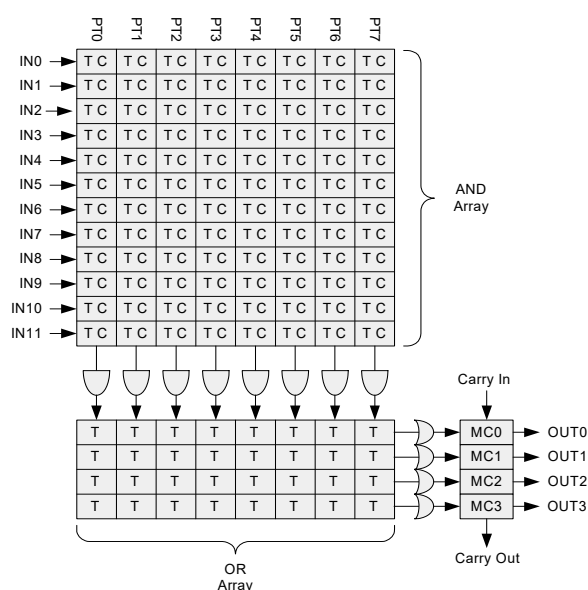 PT0 PT1 PT2 PT3 PT4 PT5 PT6 PT7
IN0 T C T C T C T C T C T C T C T C
IN1 T C T C T C T C T C T C T C T C
IN2 T C T C T C T C T C T C T C T C
IN3 T C T C T C T C T C T C T C T C
IN4 T C T C T C T C T C T C T C T C
IN5 T C T C T C T C T C T C T C T C
IN6 T C T C T C T C T C T C T C T C
IN7 T C T C T C T C T C T C T C T C
IN8 T C T C T C T C T C T C T C T C
IN9 T C T C T C T C T C T C T C T C
IN10 T C T C T C T C T C T C T C T C
IN11 T C T C T C T C T C T C T C T C
AND
Array
Carry In
T T T T T T T T MC0 OUT0
T T T T T T T T MC1 OUT1
T T T T T T T T MC2 OUT2
T T T T T T T T MC3 OUT3
Carry Out
OR
Array